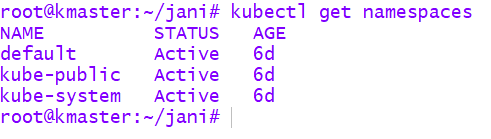 root@kmaster:~/jani# kubectl get namespaces
NAME          STATUS   AGE
default       Active   6d
kube-public   Active   6d
kube-system   Active   6d
root@kmaster:~/jani#